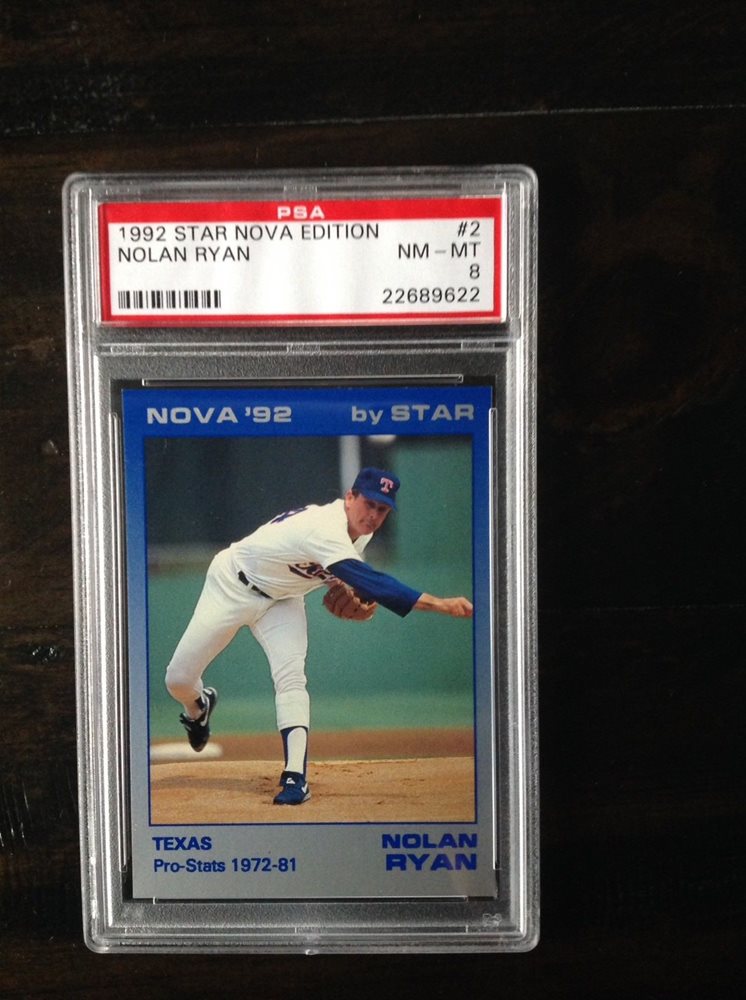 PSA
1992 STAR NOVA EDITION #2
NOLAN RYAN NM - MT
8
22689622
NOVA '92 by STAR
T
TEXAS
Pro-Stats 1972-81
NOLAN
RYAN